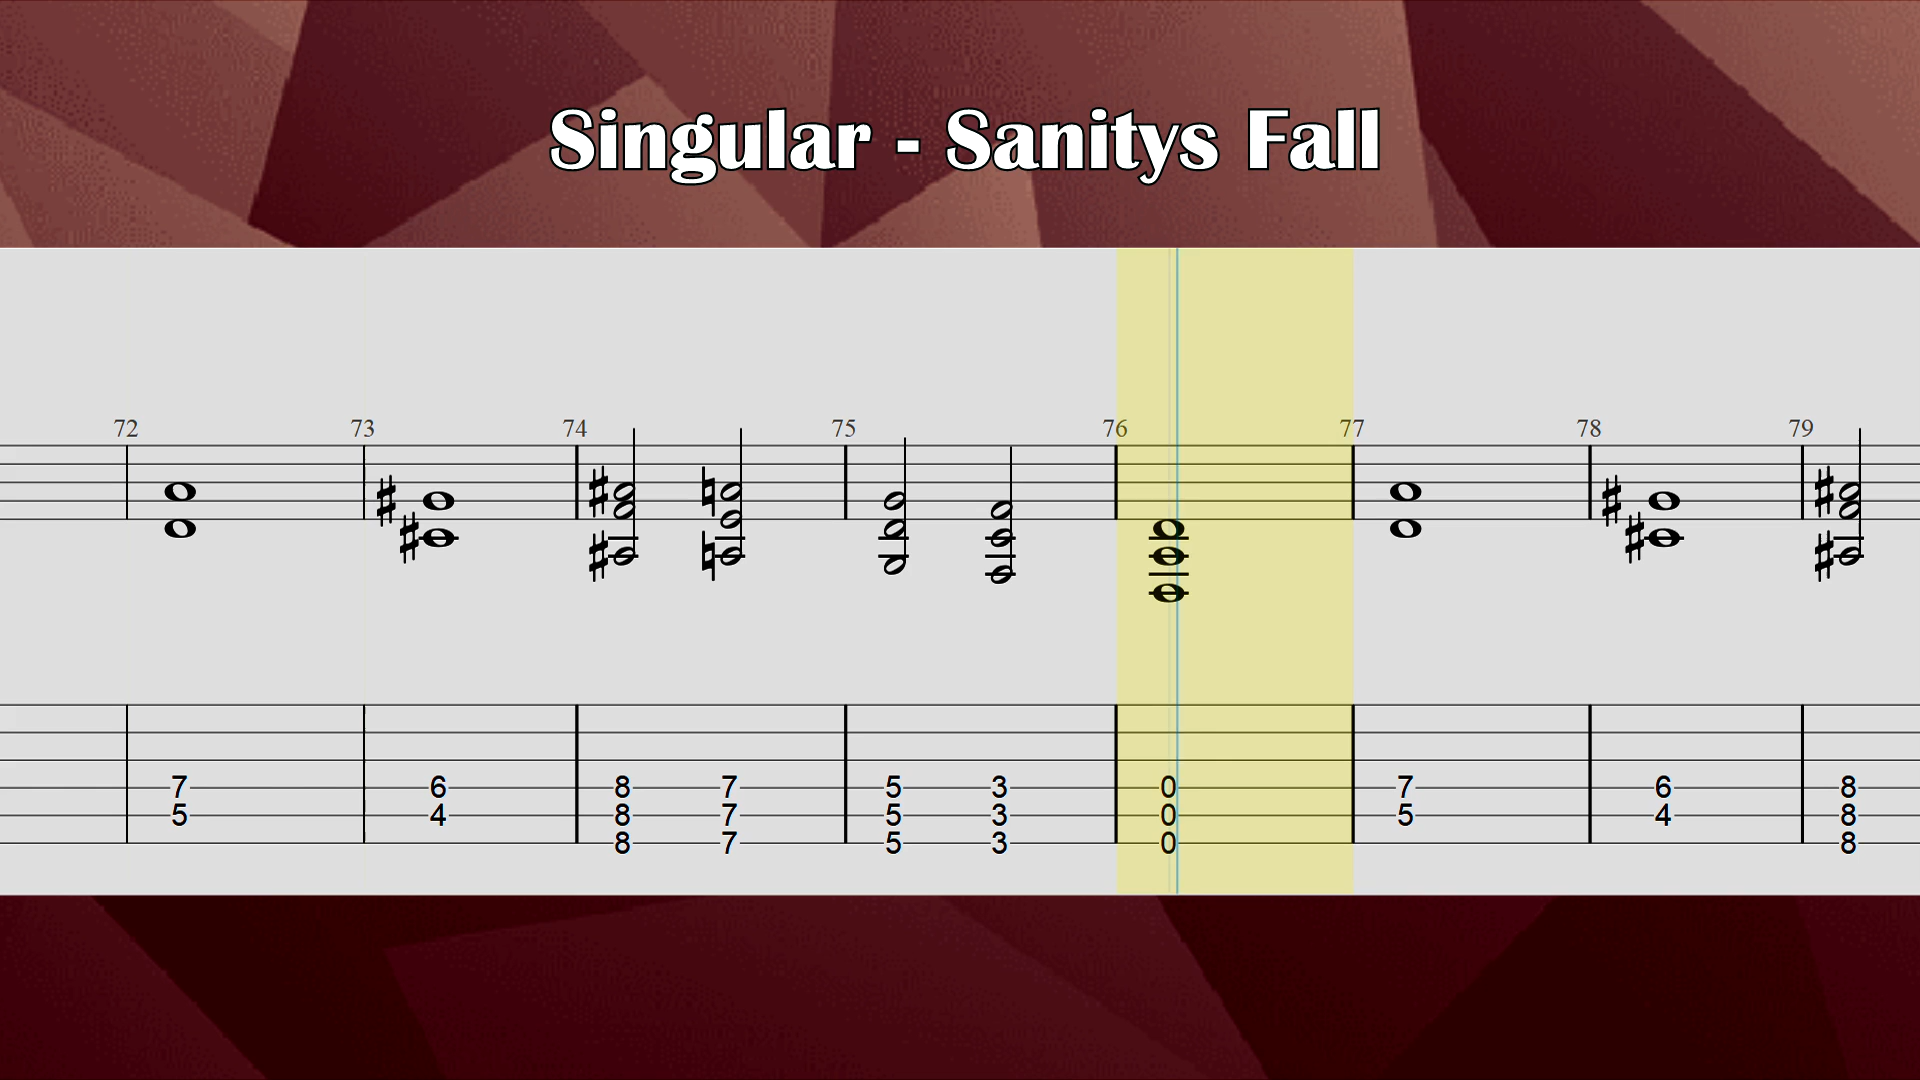 Singular - Sanitys Fall
72 73 74 75 76 77 78 79
7 6 8 7 5 3 0 7 6 8
5 4 8 7 5 3 0 5 4 8
8 7 5 3 0 8